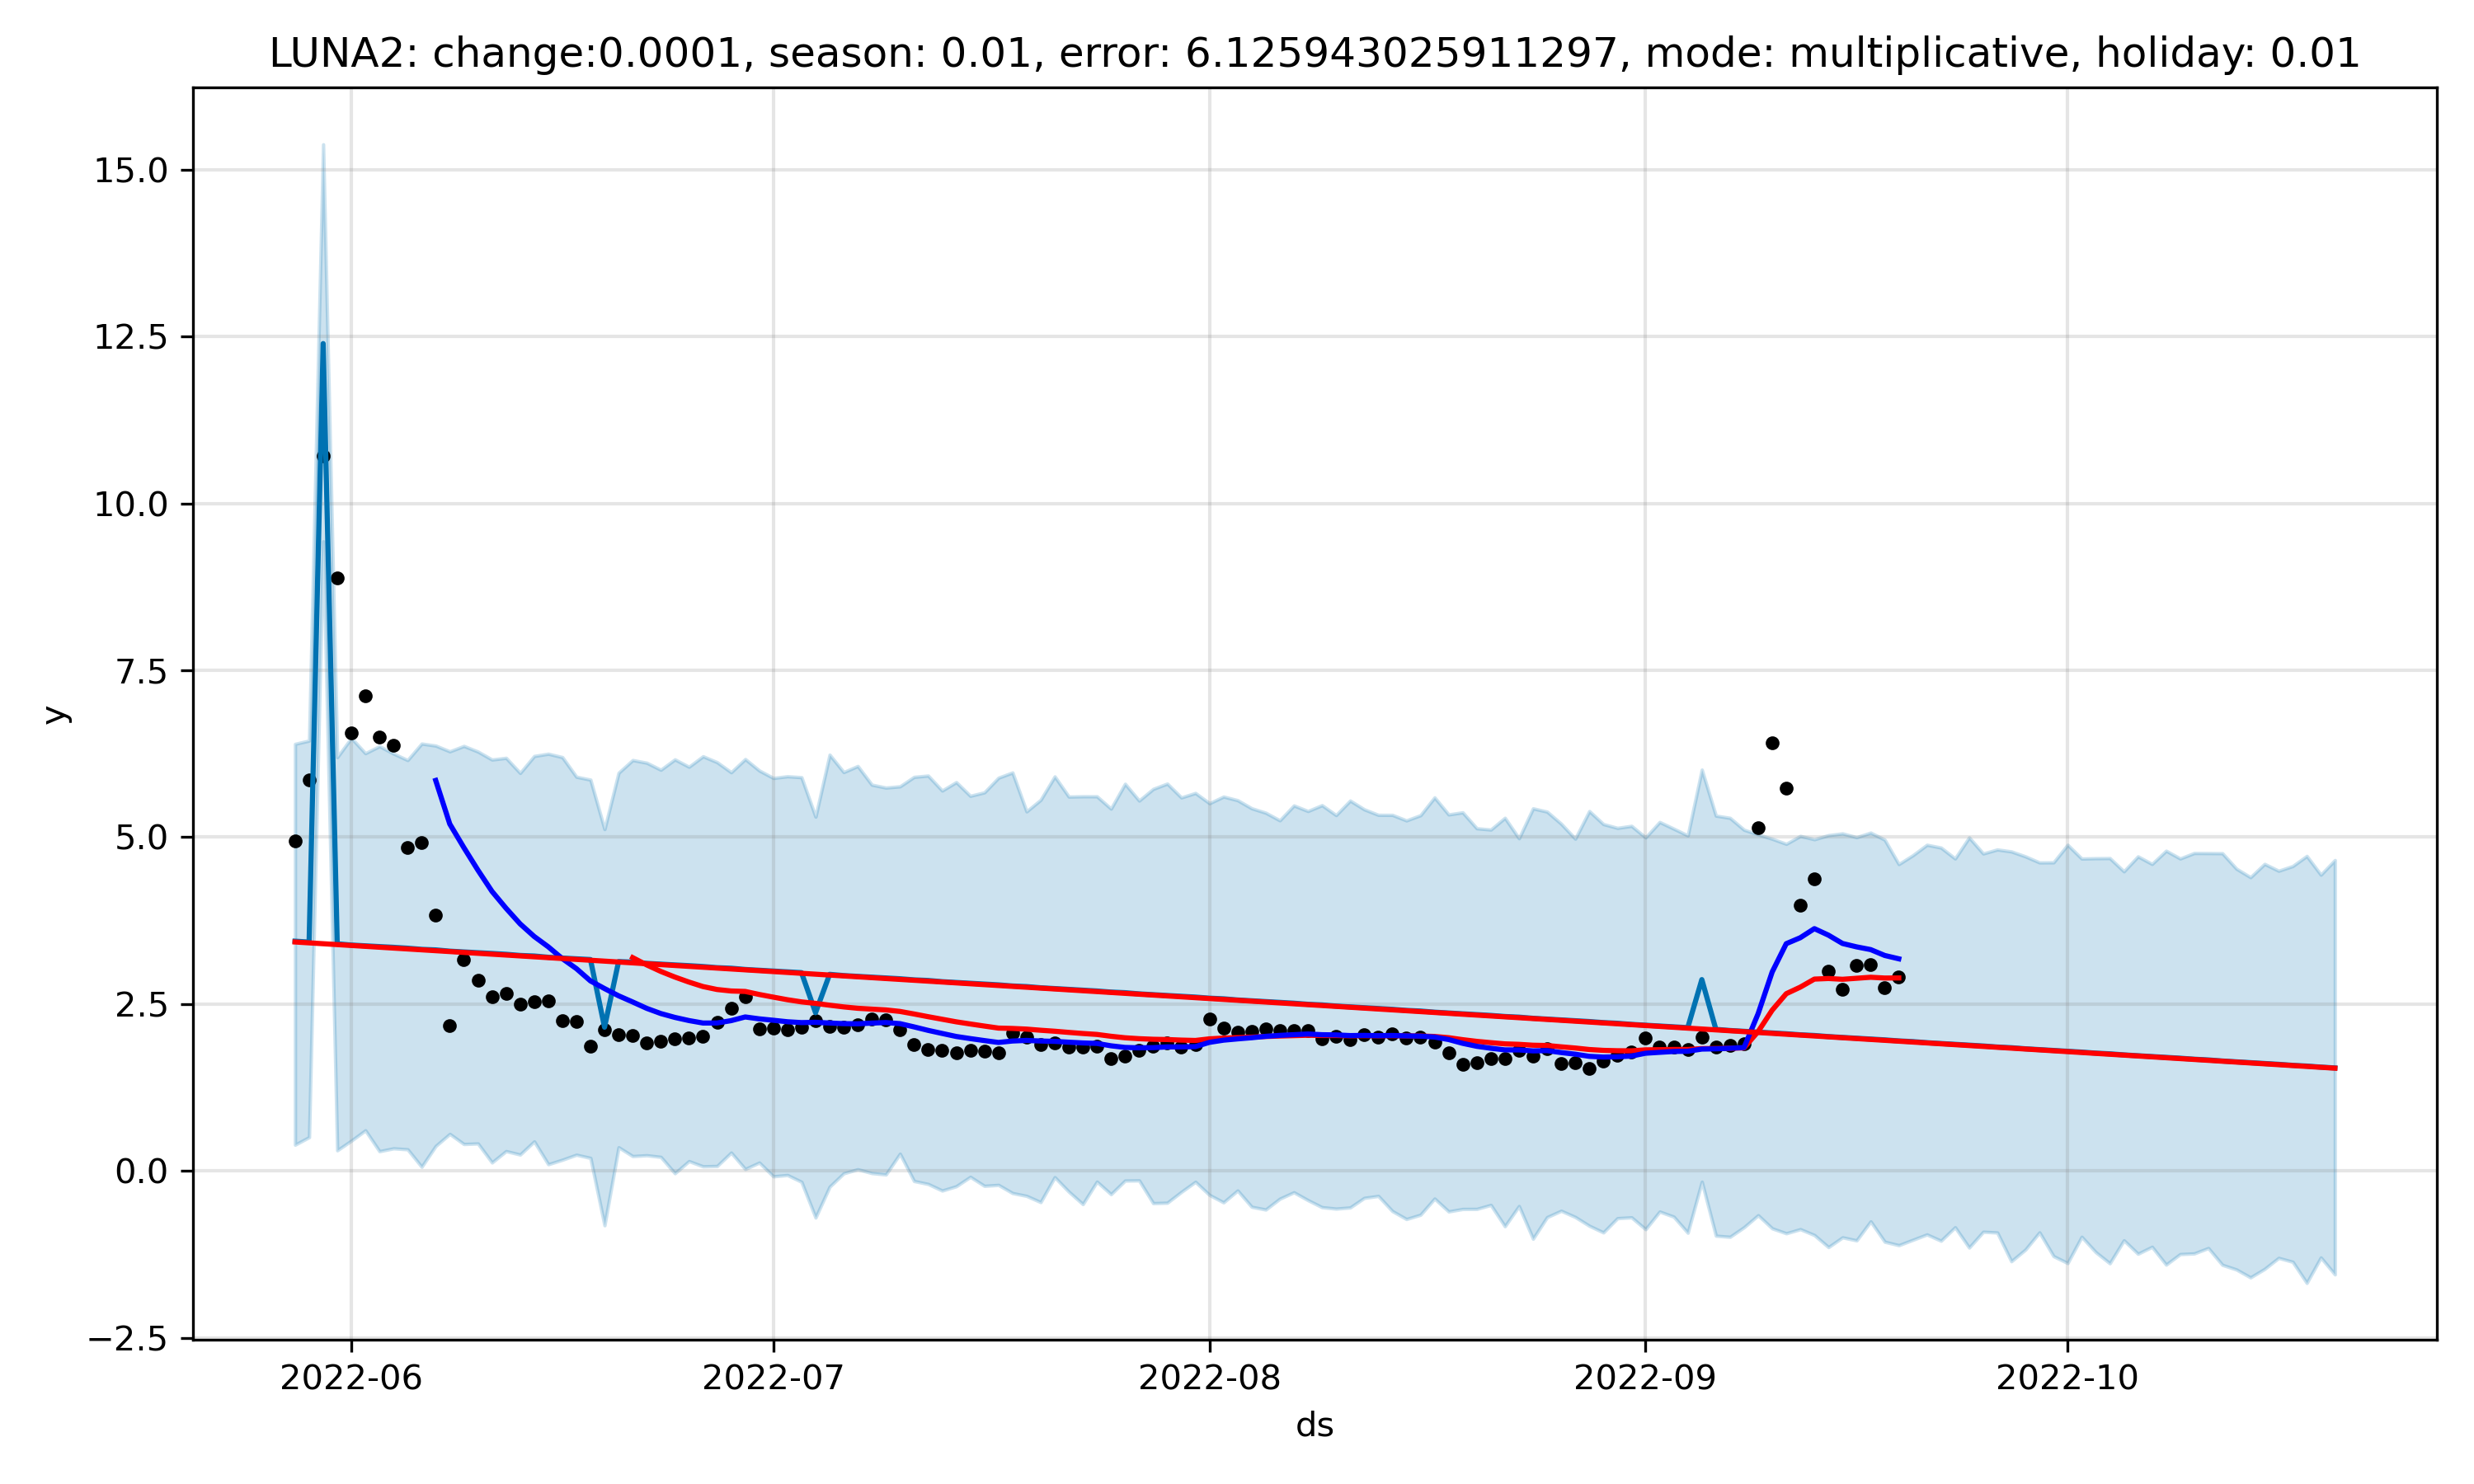 LUNA2: change:0.0001, season: 0.01, error: 6.125943025911297, mode: multiplicative, holiday: 0.01
15.0
12.5
10.0
7.5
5.0
2.5
0.0
−2.5
y
2022-06 2022-07 2022-08 2022-09 2022-10
ds